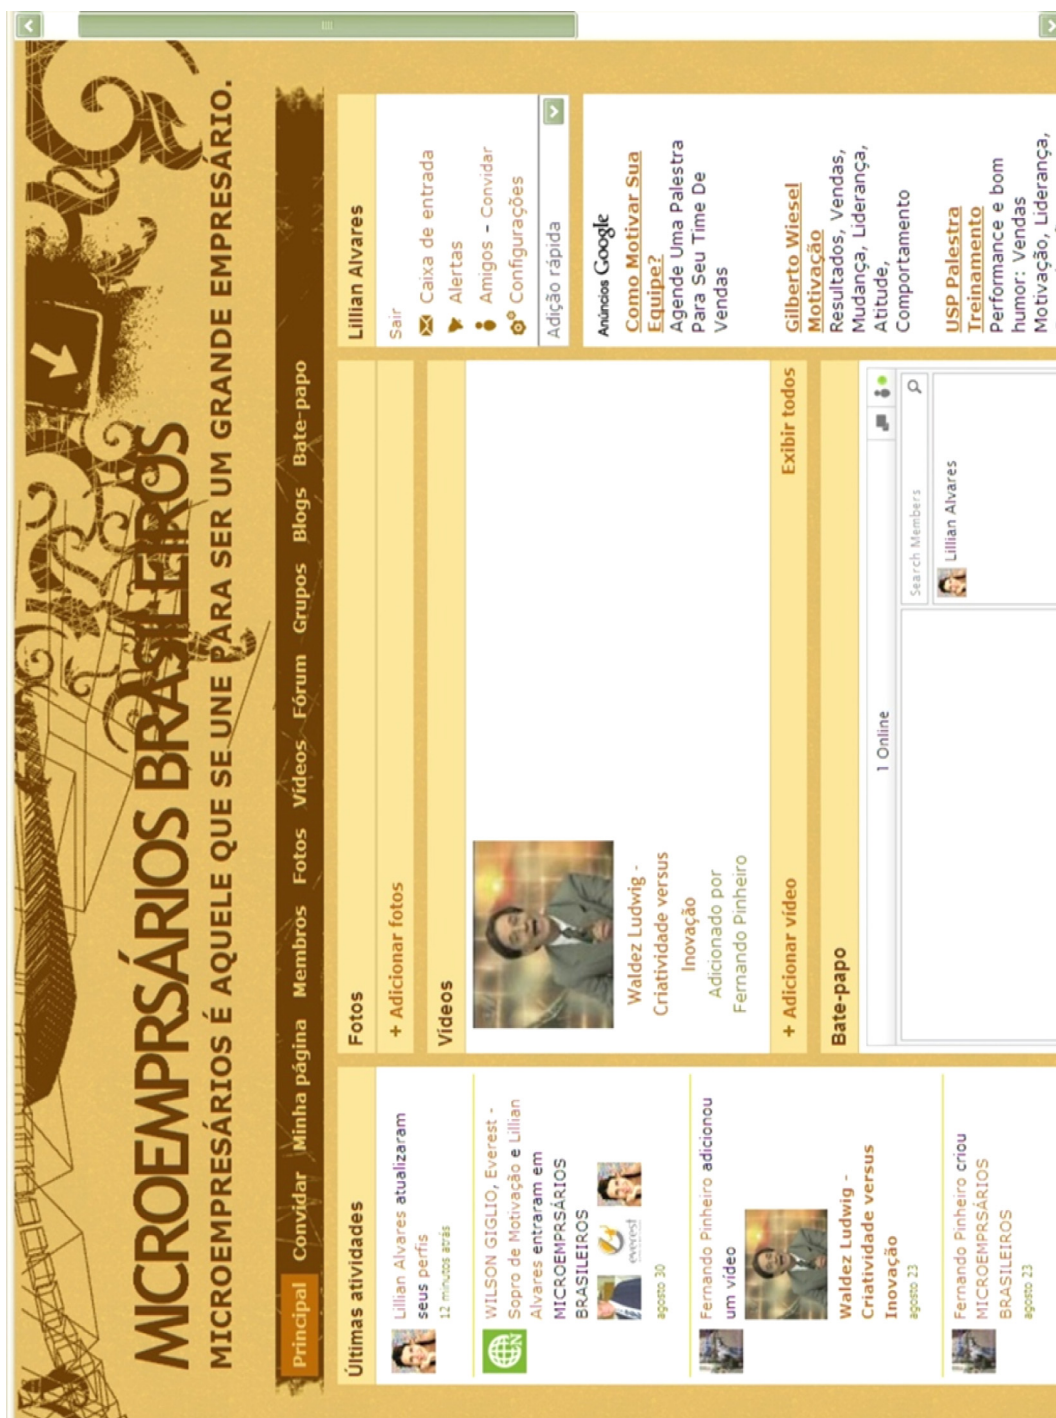 MICROEMPRSÁRIOS BRASILEIROS
MICROEMPRESÁRIOS É AQUELE QUE SE UNE PARA SER UM GRANDE EMPRESÁRIO.
Principal Convidar Minha página Membros Fotos Vídeos Fórum Grupos Blogs Bate-papo
Últimas atividades
Lillian Alvares atualizaram
seus perfis
12 minutos atrás
WILSON GIGLIO, Everest -
Sopro de Motivação e Lillian
Alvares entraram em
MICROEMPRSÁRIOS
BRASILEIROS
everest
agosto 30
Fernando Pinheiro adicionou
um vídeo
Waldez Ludwig -
Criatividade versus
Inovação
agosto 23
Fernando Pinheiro criou
MICROEMPRSÁRIOS
BRASILEIROS
agosto 23
Fotos
+ Adicionar fotos
Vídeos
Waldez Ludwig -
Criatividade versus
Inovação
Adicionado por
Fernando Pinheiro
+ Adicionar vídeo Exibir todos
Bate-papo
1 Online
Search Members
Lillian Alvares
Lillian Alvares
Sair
Caixa de entrada
Alertas
Amigos – Convidar
Configurações
Adição rápida
Anúncios Google
Como Motivar Sua
Equipe?
Agende Uma Palestra
Para Seu Time De
Vendas
Gilberto Wiesel
Motivação
Resultados, Vendas,
Mudança, Liderança,
Atitude,
Comportamento
USP Palestra
Treinamento
Performance e bom
humor: Vendas
Motivação, Liderança,